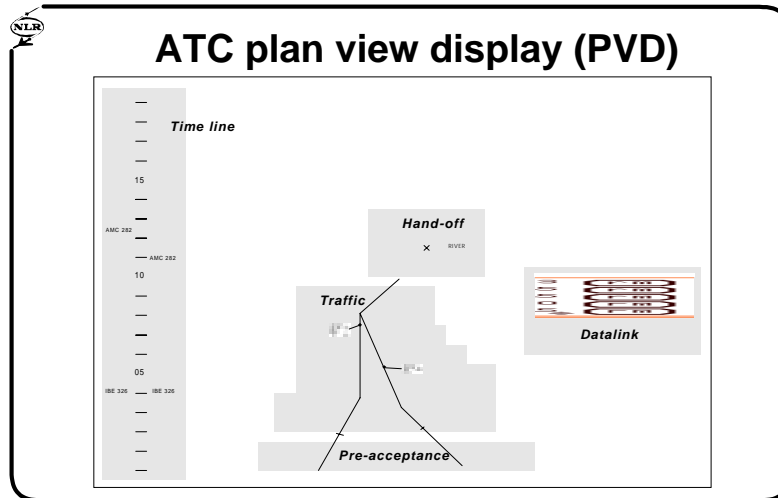 NLR
ATC plan view display (PVD)
Time line
15
AMC 282
AMC 282
10
05
IBE 326 IBE 326
Hand-off
RIVER
Traffic
Datalink
Pre-acceptance